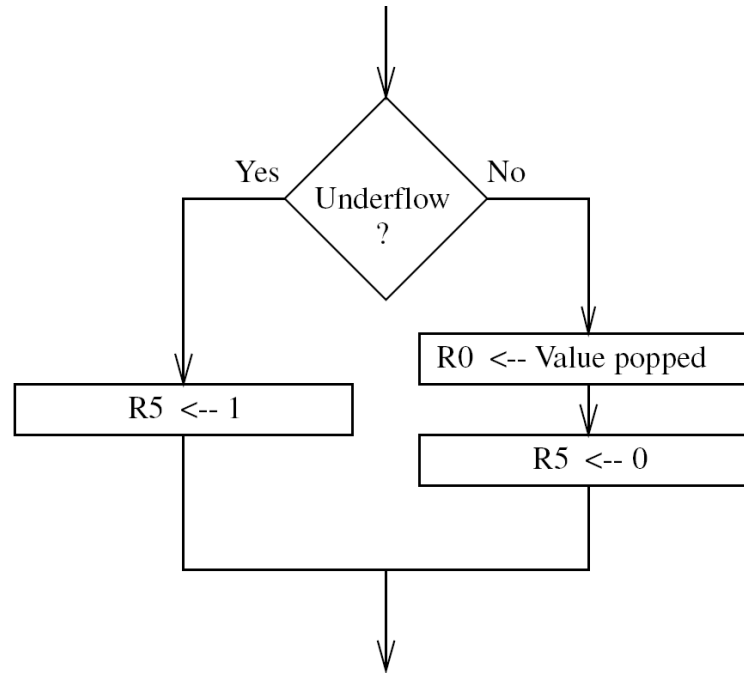 Yes
No
Underflow
?
R0 <-- Value popped
R5 <-- 1
R5 <-- 0